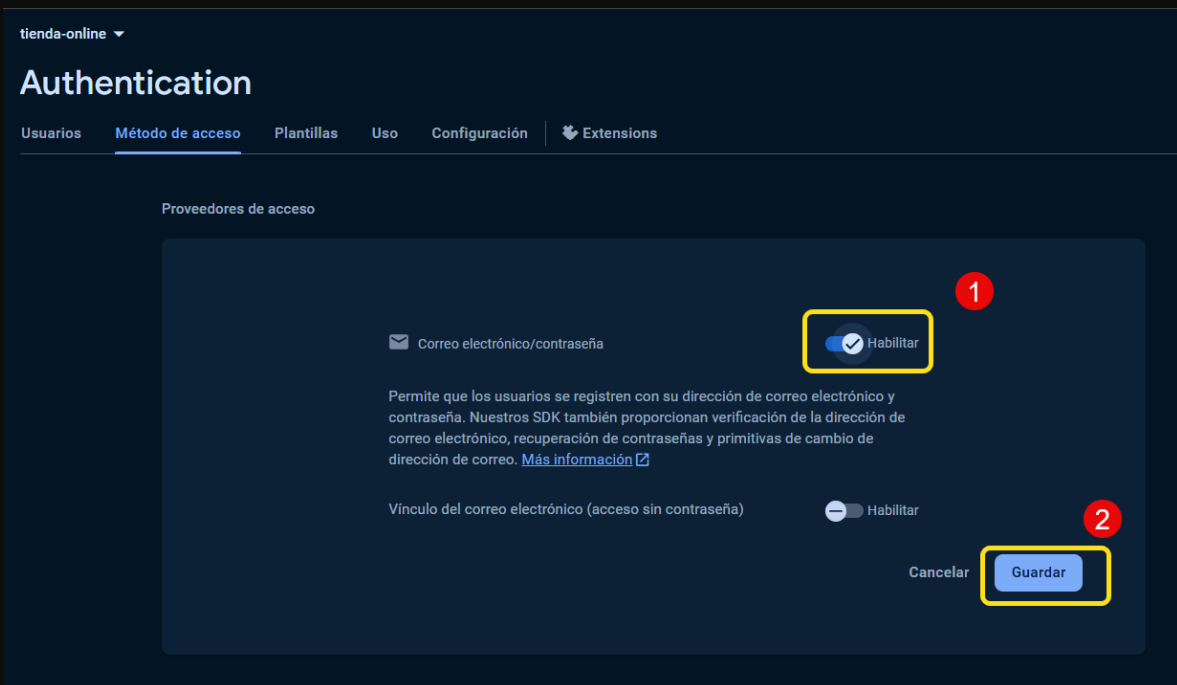 tienda-online
Authentication
Usuarios Método de acceso Plantillas Uso Configuración Extensions
Proveedores de acceso
1
Correo electrónico/contraseña Habilitar
Permite que los usuarios se registren con su dirección de correo electrónico y
contraseña. Nuestros SDK también proporcionan verificación de la dirección de
correo electrónico, recuperación de contraseñas y primitivas de cambio de
dirección de correo. Más información
Vínculo del correo electrónico (acceso sin contraseña) Habilitar
2
Cancelar Guardar